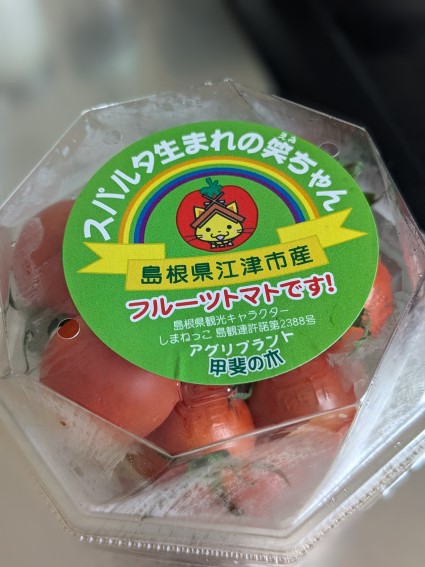 スパルタ生まれの笑ちゃん
えみ
島根県江津市産
フルーツトマトです!
島根県観光キャラクター
しまねっこ 島観連許諾第2388号
アグリプラント
甲斐の木